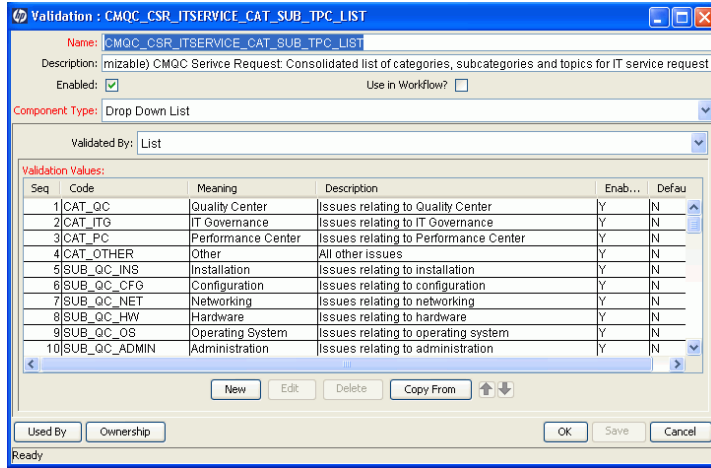 Validation : CMQC_CSR_ITSERVICE_CAT_SUB_TPC_LIST
Name: CMQC_CSR_ITSERVICE_CAT_SUB_TPC_LIST
Description: mizable) CMQC Serivce Request: Consolidated list of categories, subcategories and topics for IT service request
Enabled: Use in Workflow?
Component Type: Drop Down List
Validated By: List
Validation Values:
Seq Code Meaning Description Enab... Defau
1 CAT_QC Quality Center Issues relating to Quality Center Y N
2 CAT_ITG IT Governance Issues relating to IT Governance Y N
3 CAT_PC Performance Center Issues relating to Performance Center Y N
4 CAT_OTHER Other All other issues Y N
5 SUB_QC_INS Installation Issues relating to installation Y N
6 SUB_QC_CFG Configuration Issues relating to configuration Y N
7 SUB_QC_NET Networking Issues relating to networking Y N
8 SUB_QC_HW Hardware Issues relating to hardware Y N
9 SUB_QC_OS Operating System Issues relating to operating system Y N
10 SUB_QC_ADMIN Administration Issues relating to administration Y N
New Edit Delete Copy From
Used By Ownership OK Save Cancel
Ready